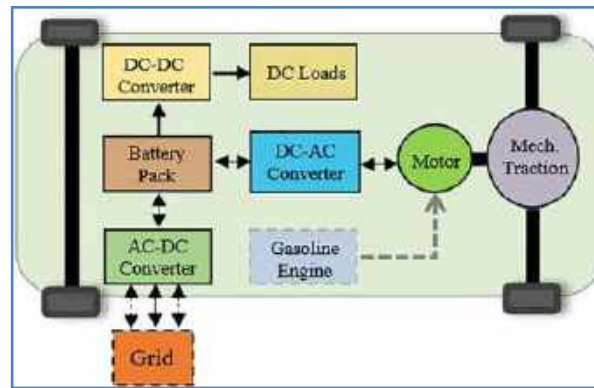 DC-DC
Converter
DC Loads
Battery
Pack
DC-AC
Converter
Motor
Mech.
Traction
AC-DC
Converter
Gasoline
Engine
Grid